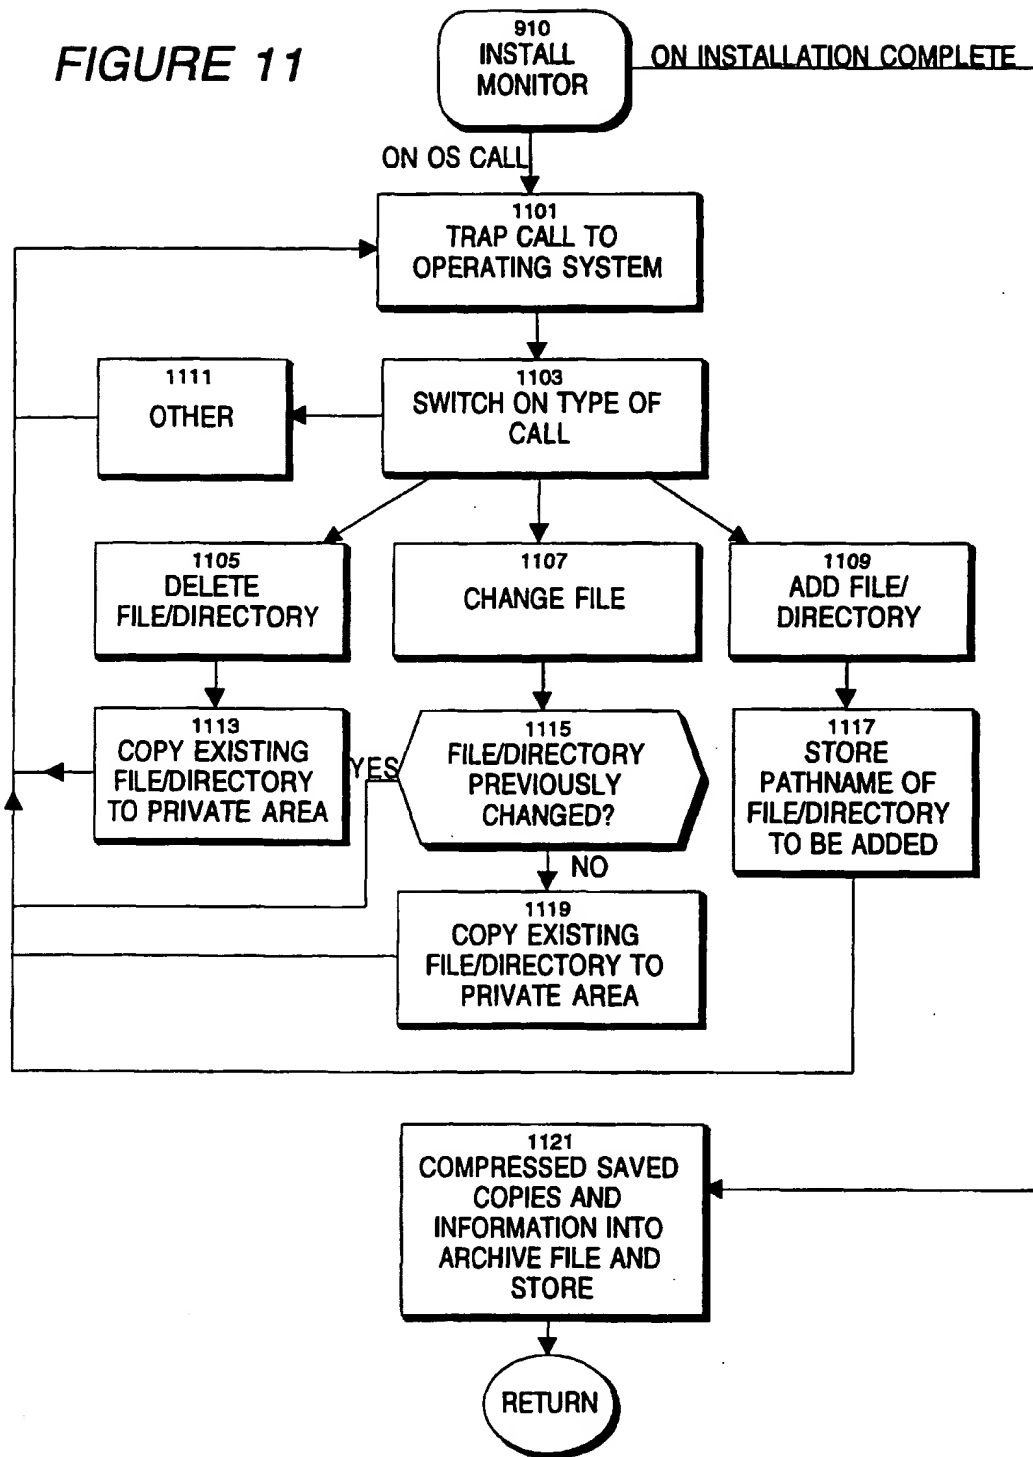 FIGURE 11
910
INSTALL
MONITOR
ON INSTALLATION COMPLETE
ON OS CALL
1101
TRAP CALL TO
OPERATING SYSTEM
1111
OTHER
1103
SWITCH ON TYPE OF
CALL
1105
DELETE
FILE/DIRECTORY
1107
CHANGE FILE
1109
ADD FILE/
DIRECTORY
1113
COPY EXISTING
FILE/DIRECTORY
TO PRIVATE AREA
YES
1115
FILE/DIRECTORY
PREVIOUSLY
CHANGED?
1117
STORE
PATHNAME OF
FILE/DIRECTORY
TO BE ADDED
NO
1119
COPY EXISTING
FILE/DIRECTORY TO
PRIVATE AREA
1121
COMPRESSED SAVED
COPIES AND
INFORMATION INTO
ARCHIVE FILE AND
STORE
RETURN